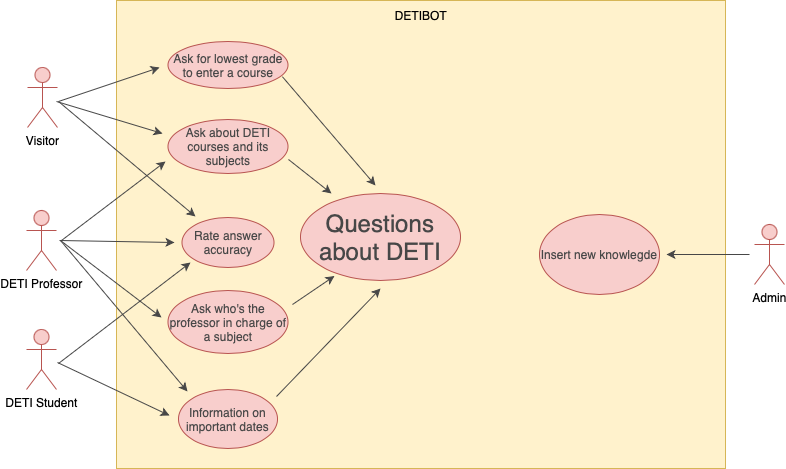 DETIBOT
Ask for lowest grade
to enter a course
Visitor
Ask about DETI
courses and its
subjects
Questions
about DETI
Rate answer
accuracy
Insert new knowlegde
DETI Professor
Admin
Ask who's the
professor in charge of
a subject
DETI Student
Information on
important dates